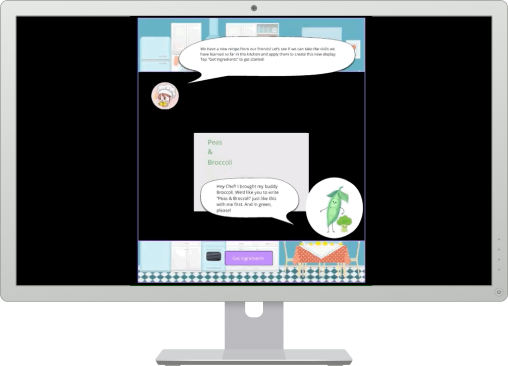 We have a new recipe from our friends! Let's see if we can take the skills we
have learned so far in the kitchen and apply them to create this new display.
Tap "Get Ingredients" to get started!
Peas
&
Broccoli
Hey Chef! I brought my buddy
Broccoli. We'd like you to write
"Peas & Broccoli" just like this
with me first. And in green,
please!
Get Ingredients